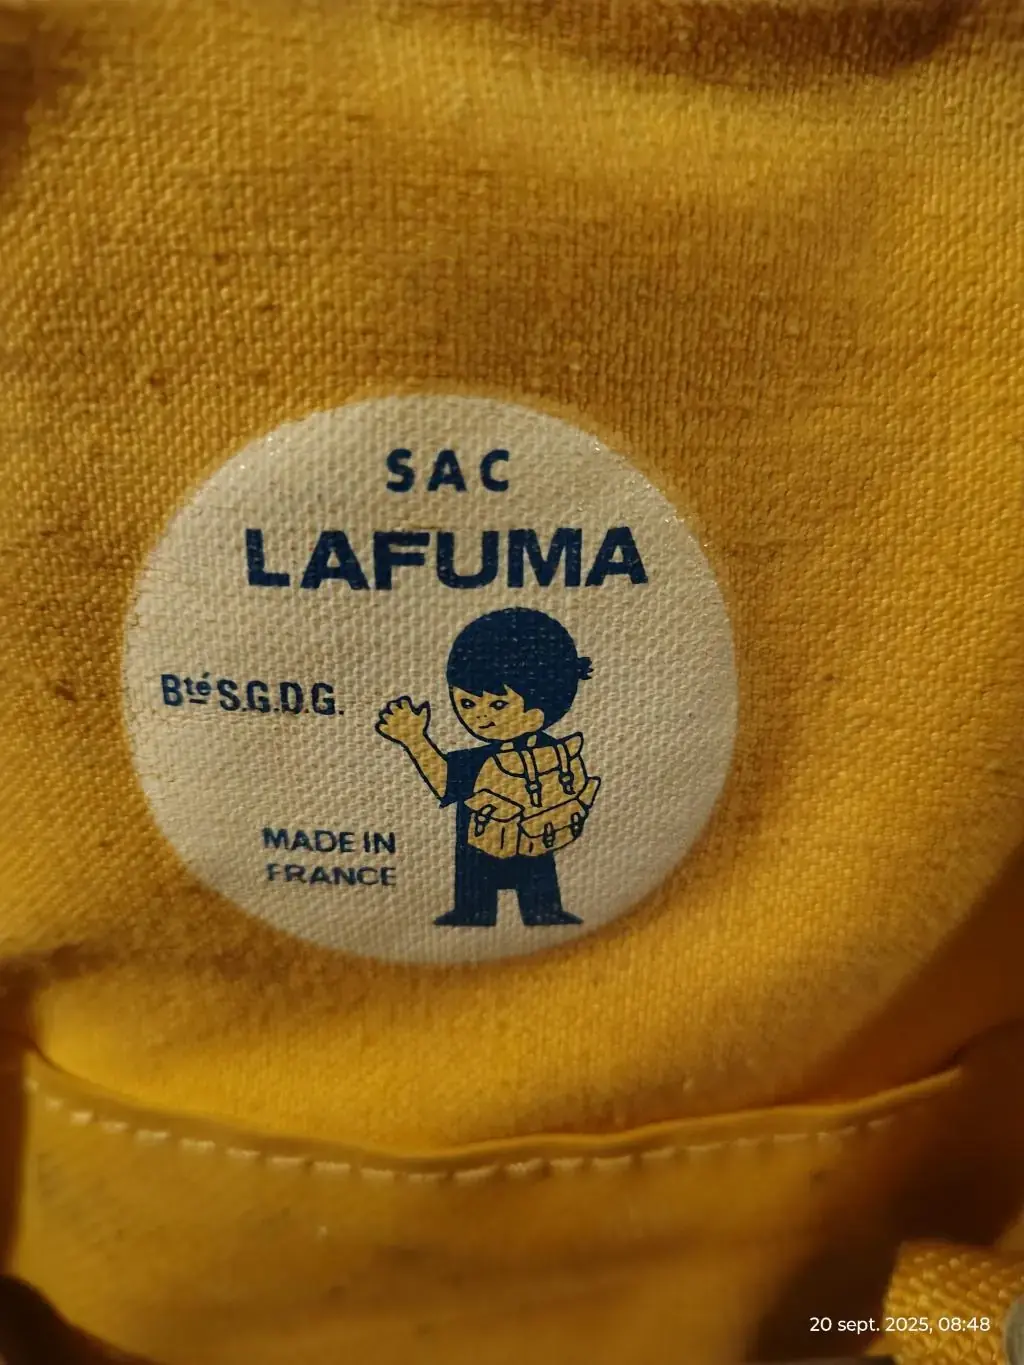 SAC
LAFUMA
Bté S.G.D.G.
MADE IN
FRANCE
20 sept. 2025, 08:48